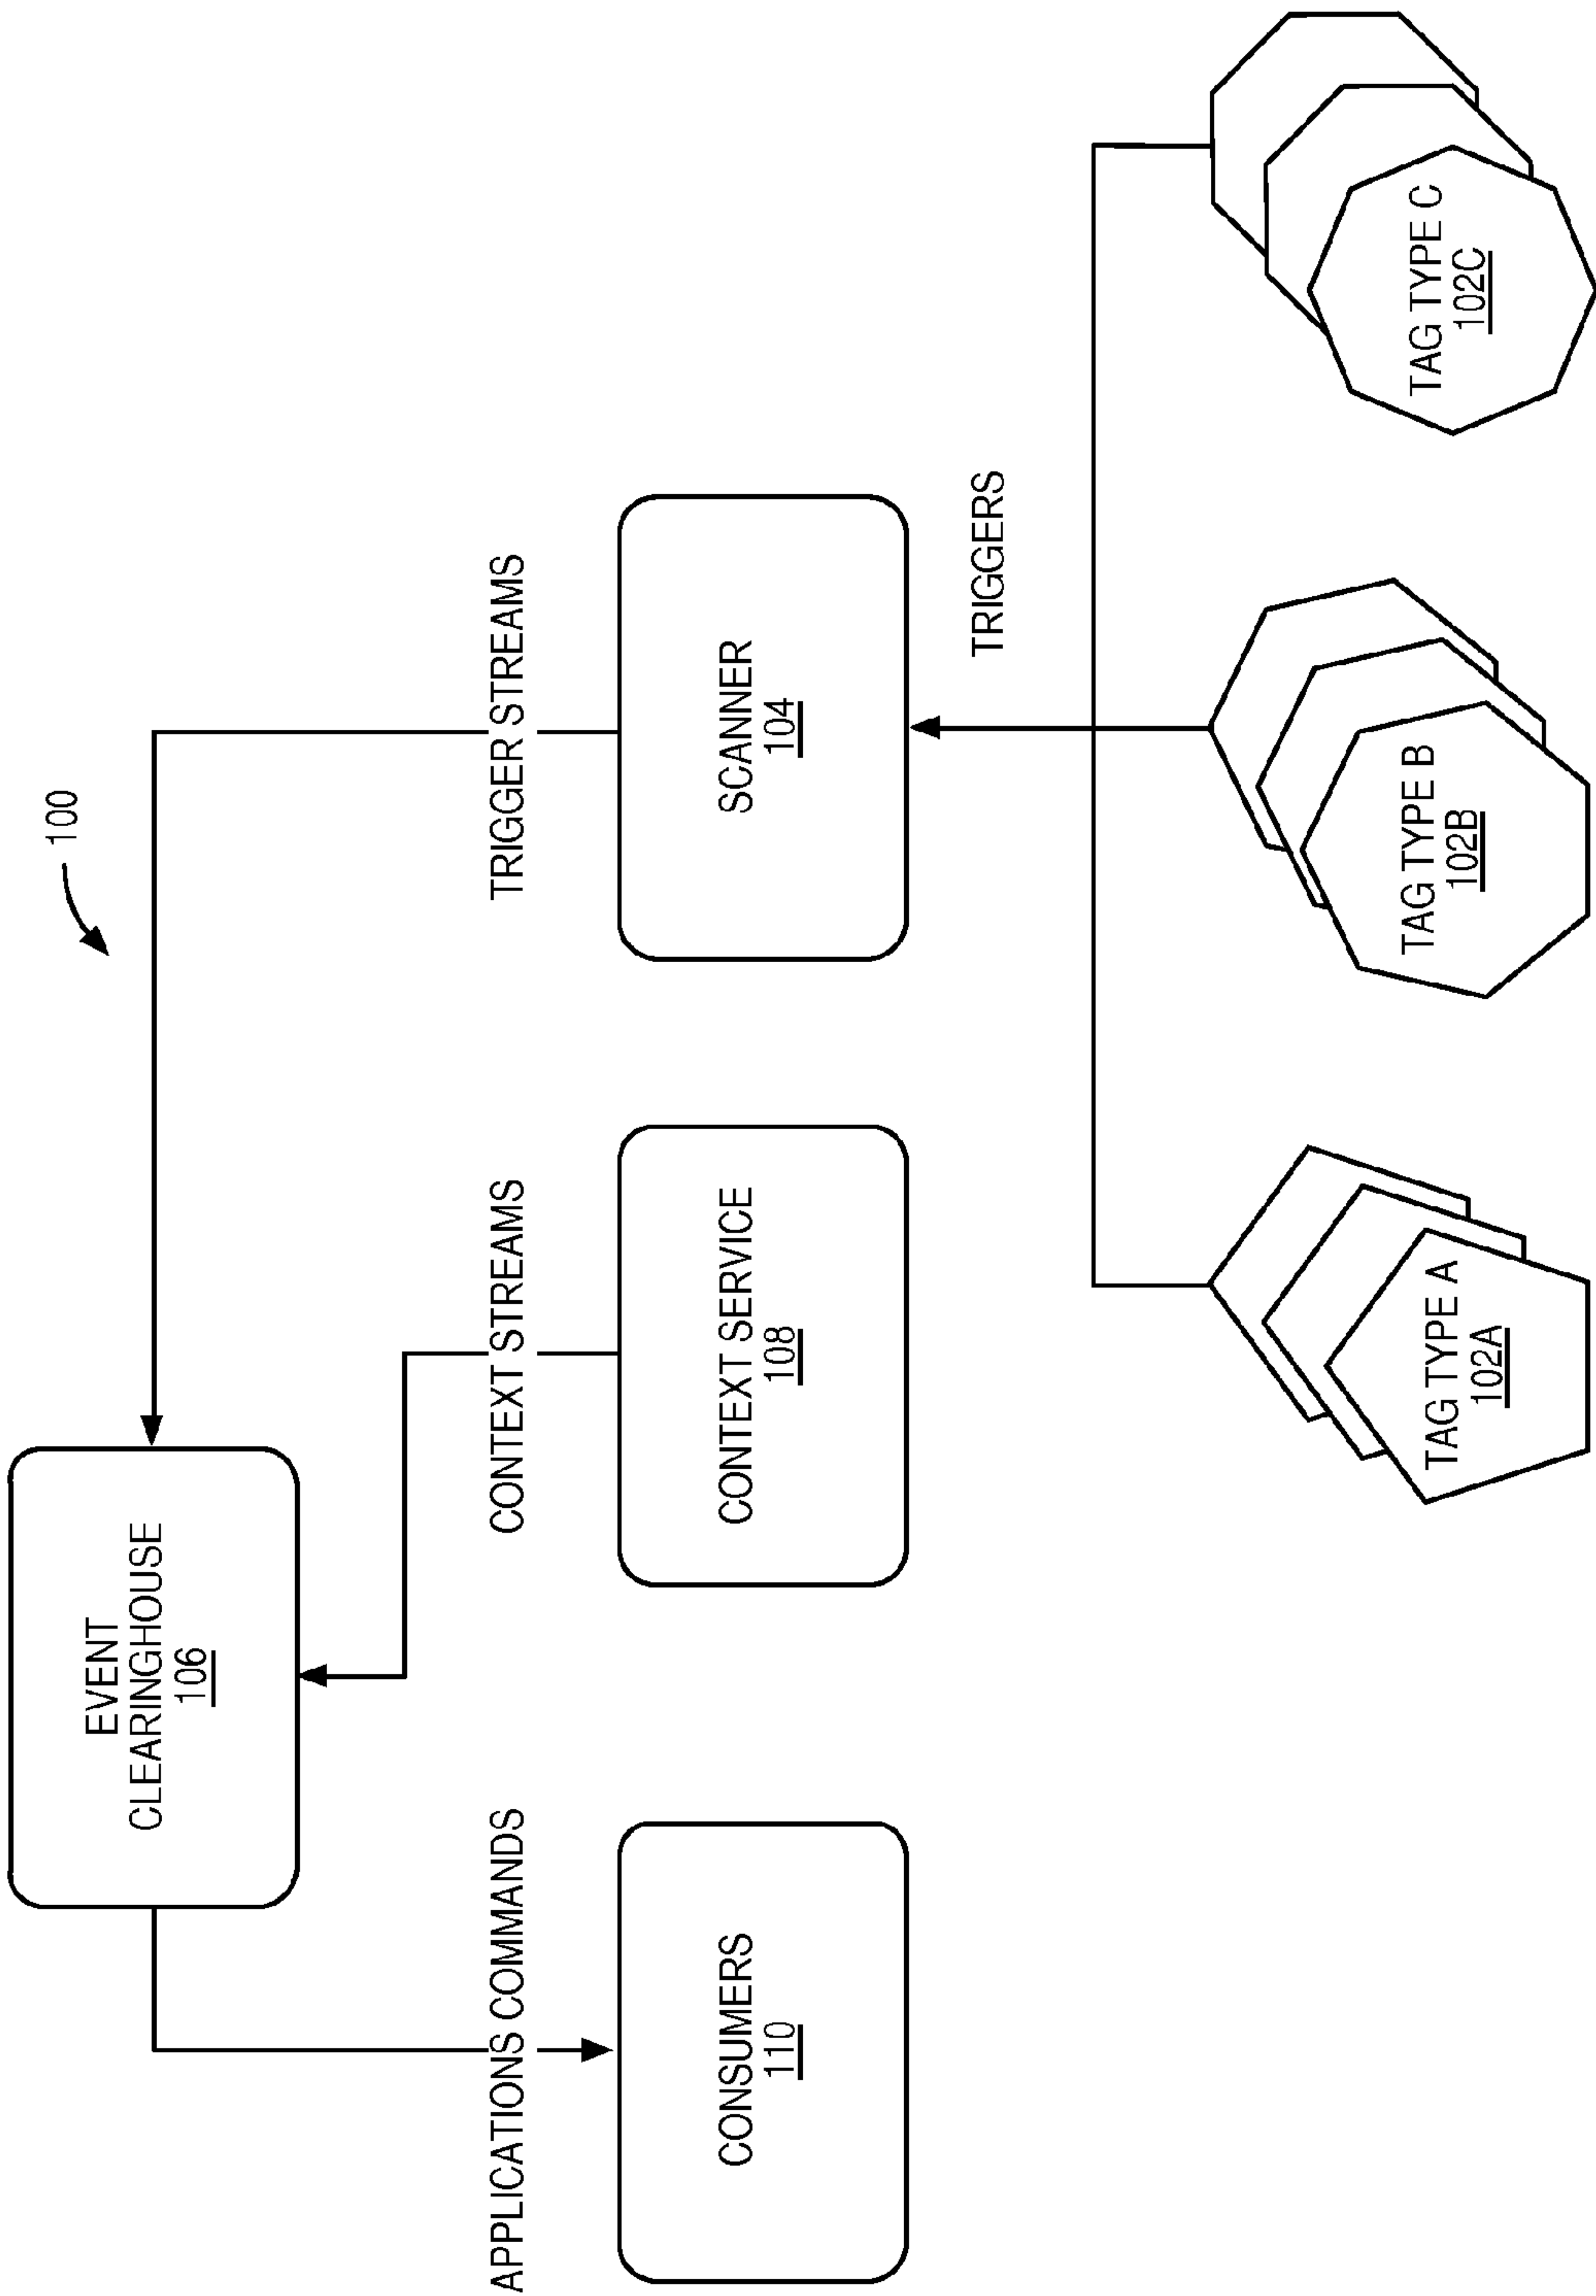 100
EVENT
CLEARINGHOUSE
106
APPLICATIONS COMMANDS
CONTEXT STREAMS
TRIGGER STREAMS
CONSUMERS
110
CONTEXT SERVICE
108
SCANNER
104
TRIGGERS
TAG TYPE A
102A
TAG TYPE B
102B
TAG TYPE C
102C